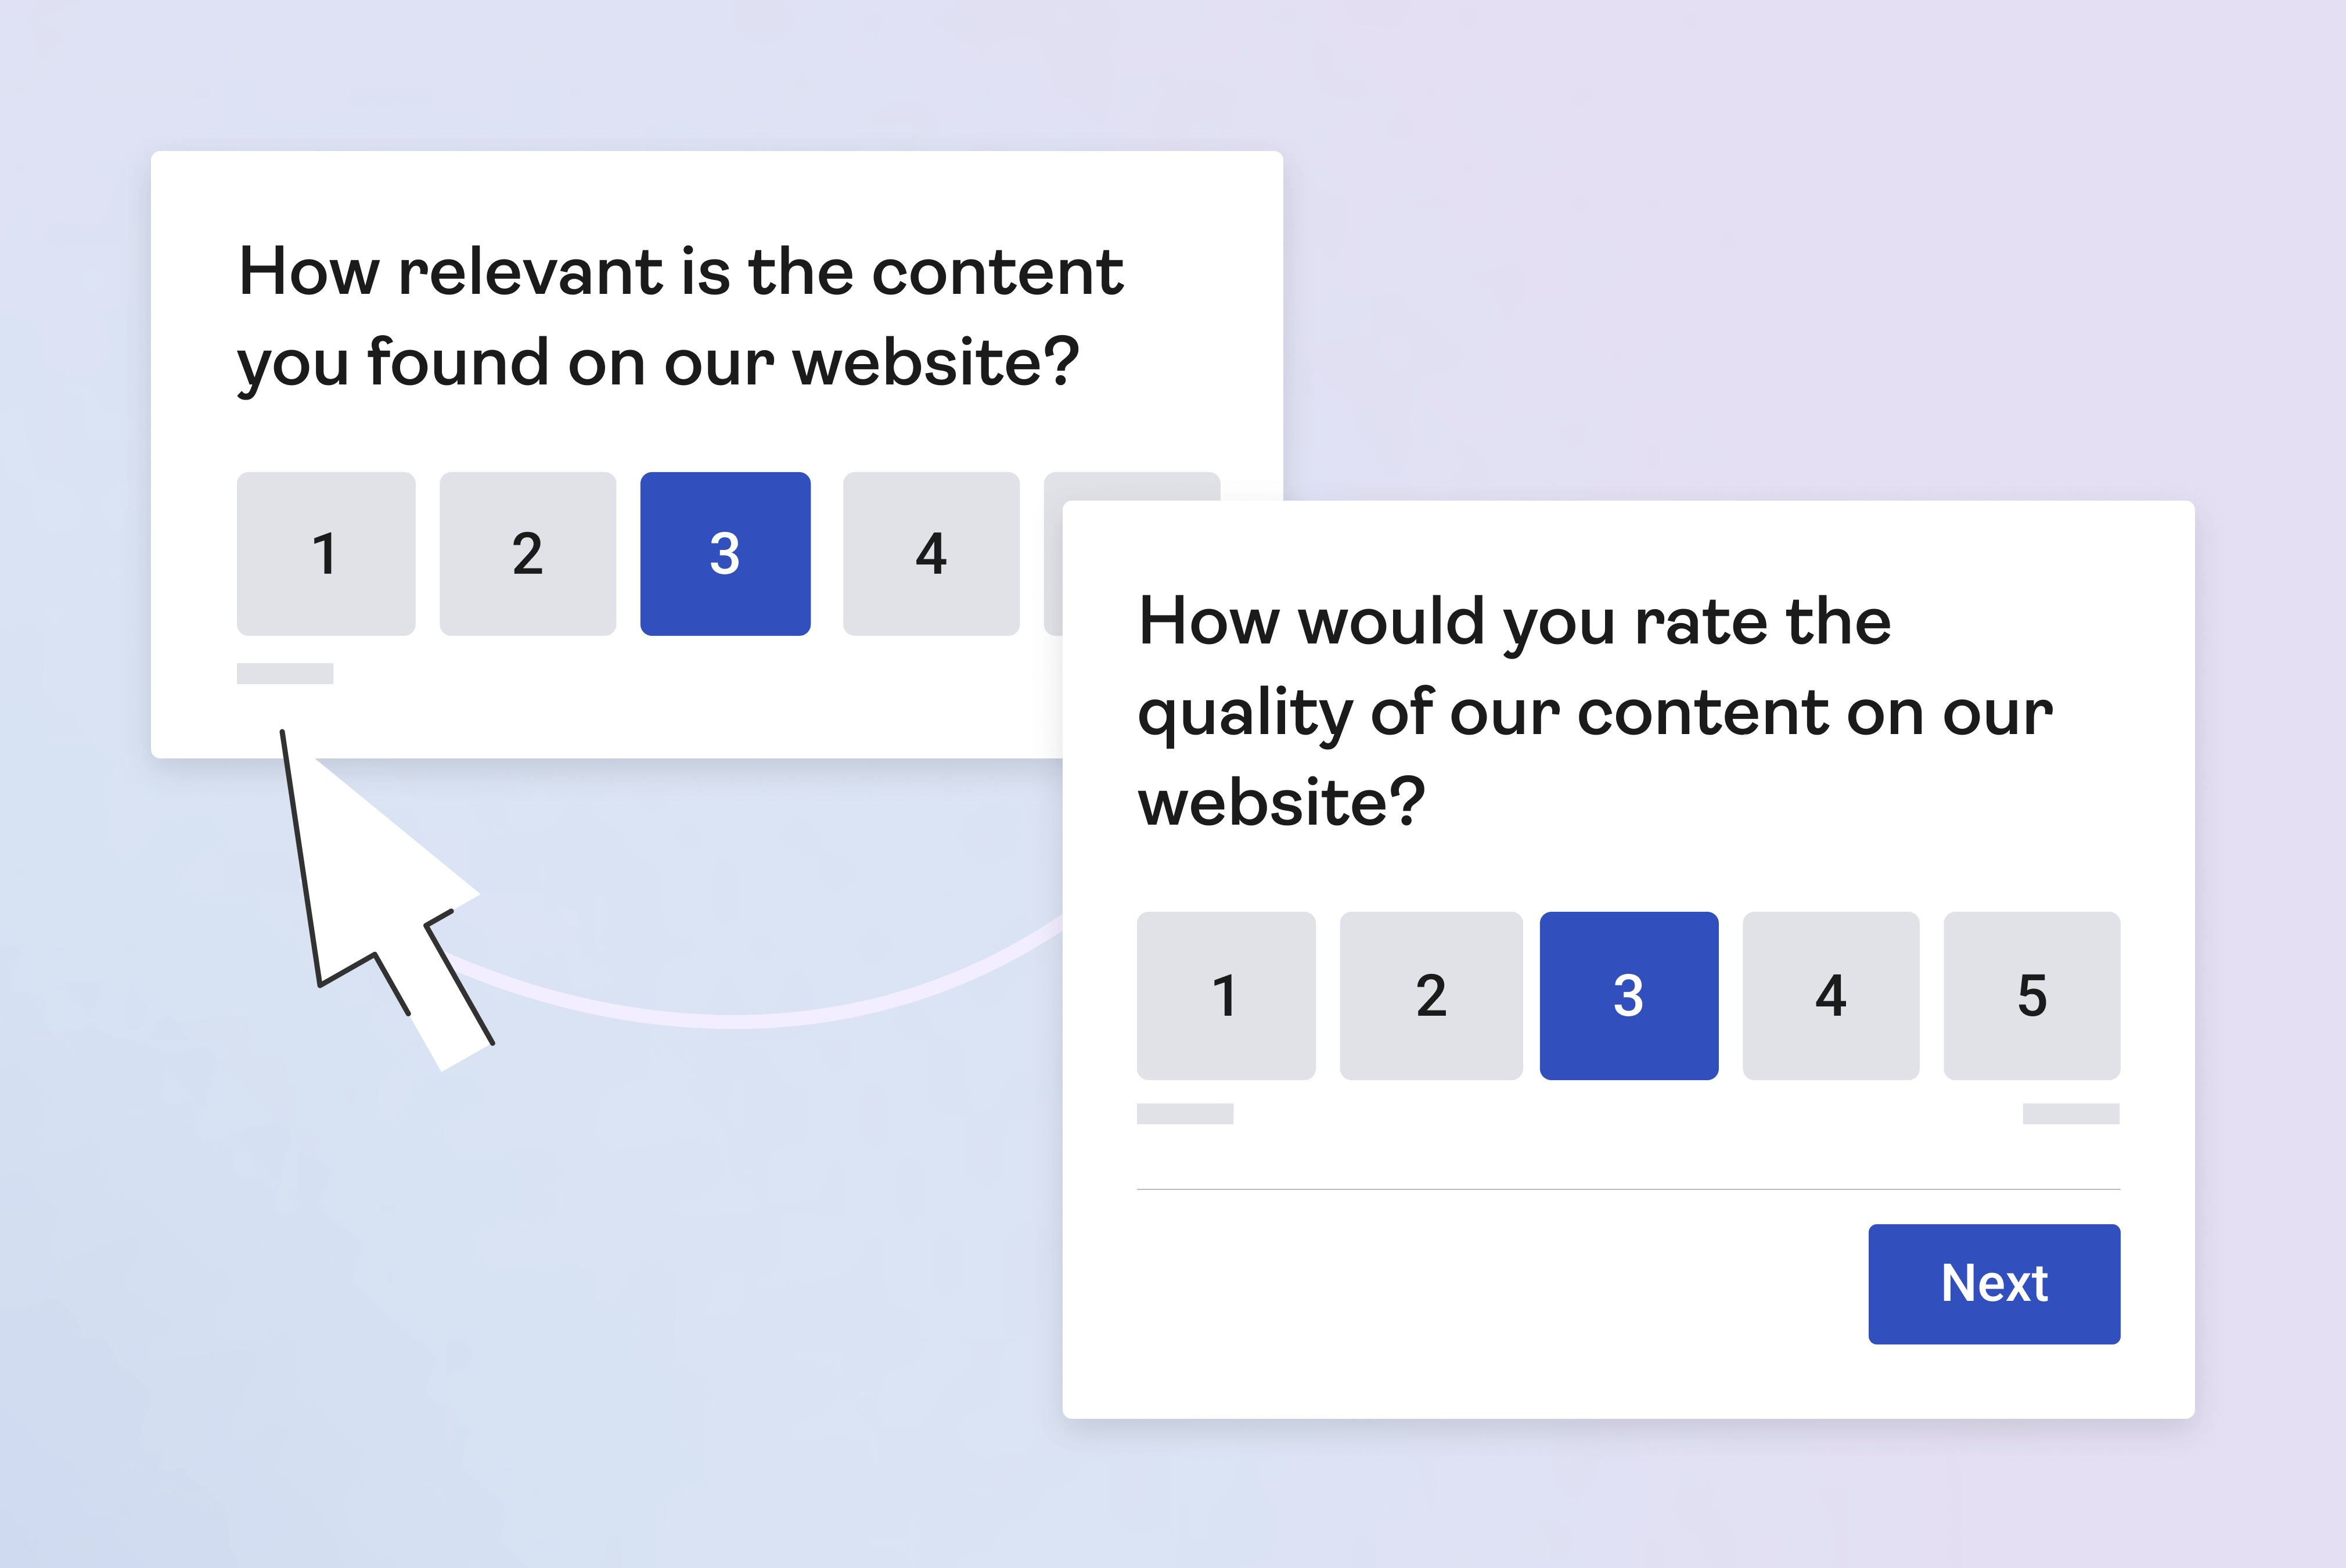 How relevant is the content
you found on our website?
1 2 3 4
How would you rate the
quality of our content on our
website?
1 2 3 4 5
Next